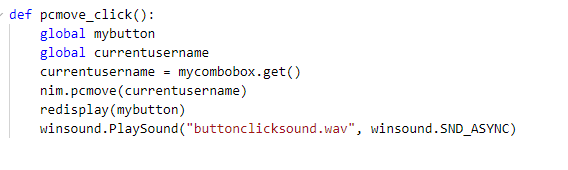 def pcmove_click():
    global mybutton
    global currentusername
    currentusername = mycombobox.get()
    nim.pcmove(currentusername)
    redisplay(mybutton)
    winsound.PlaySound("buttonclicksound.wav", winsound.SND_ASYNC)